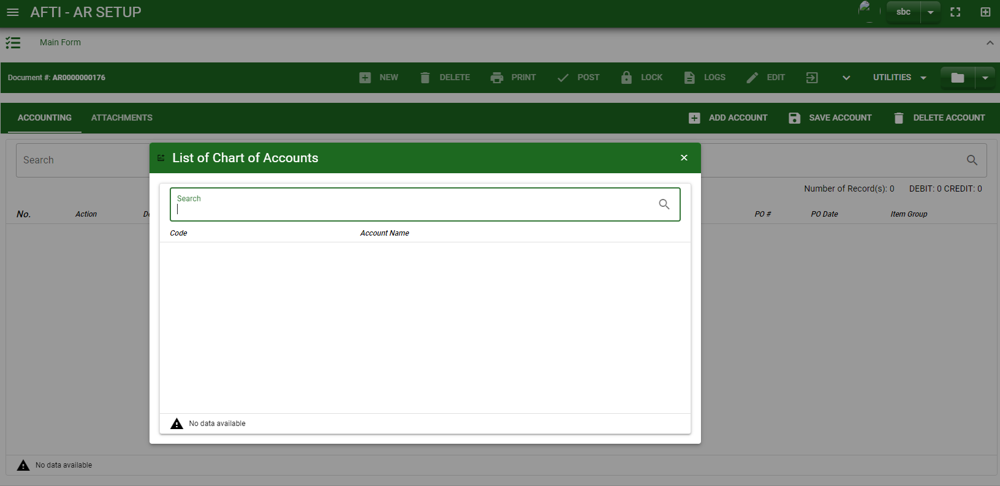 AFTI - AR SETUP
sbc
Main Form
Document #: AR0000000176
NEW
DELETE
PRINT
POST
LOCK
LOGS
EDIT
UTILITIES
ACCOUNTING
ATTACHMENTS
ADD ACCOUNT
SAVE ACCOUNT
DELETE ACCOUNT
Search
Number of Record(s): 0
DEBIT: 0 CREDIT: 0
No.
Action
PO #
PO Date
Item Group
List of Chart of Accounts
Search
Code
Account Name
No data available
No data available